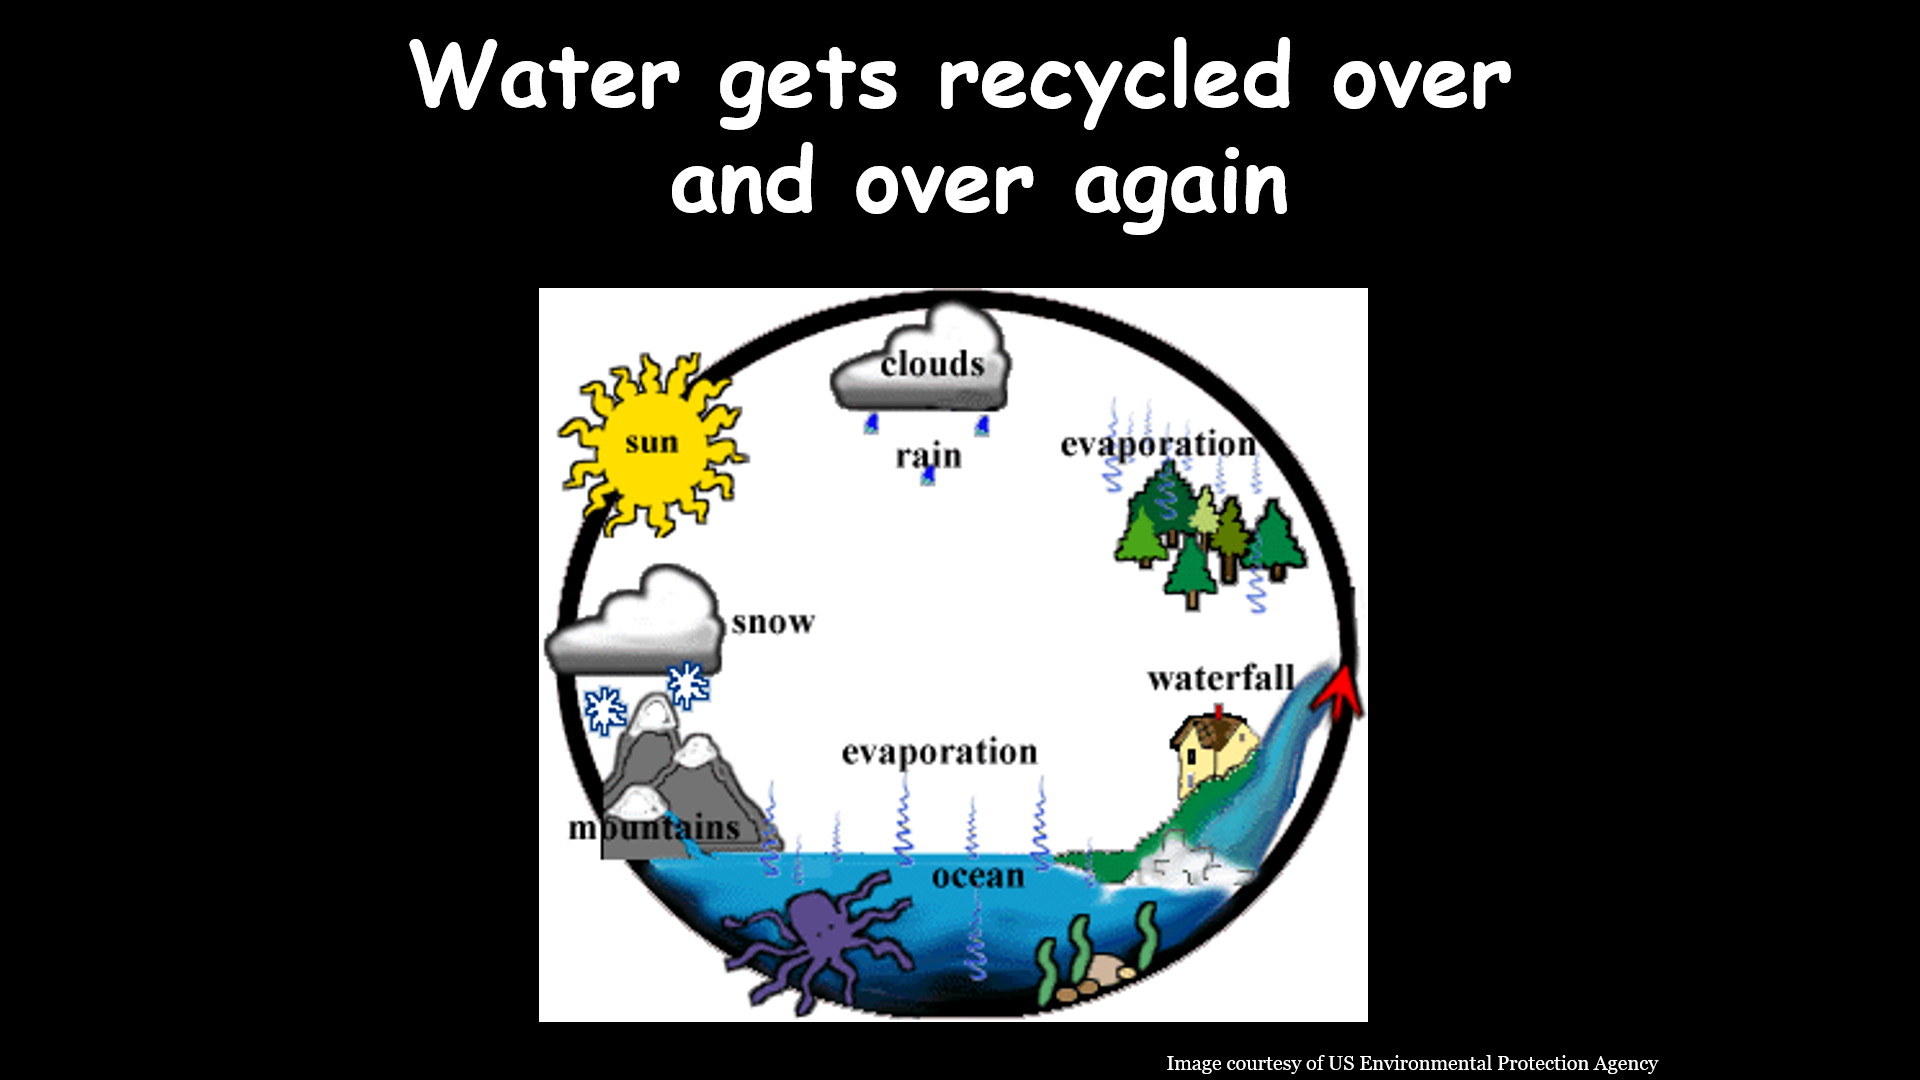 Water gets recycled over
and over again
clouds
sun
rain
evaporation
snow
waterfall
evaporation
mountains
ocean
Image courtesy of US Environmental Protection Agency